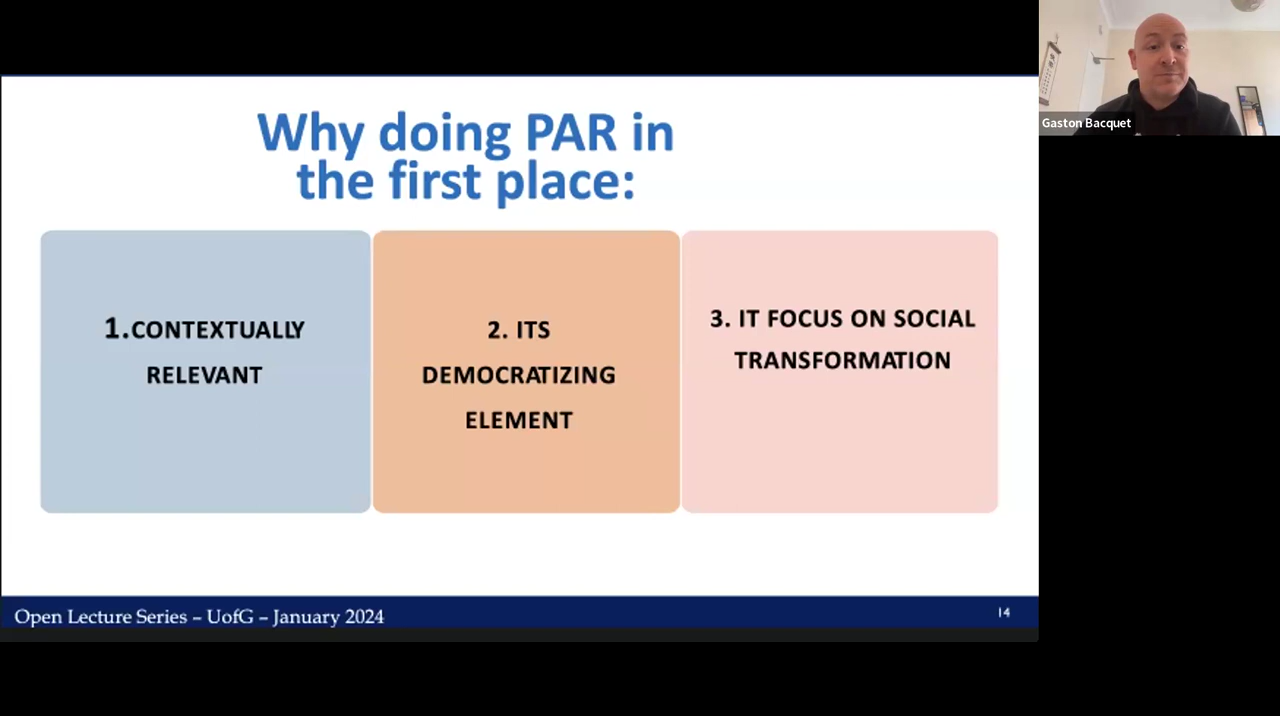 Why doing PAR in
the first place:
1.CONTEXTUALLY
RELEVANT
2. ITS
DEMOCRATIZING
ELEMENT
3. IT FOCUS ON SOCIAL
TRANSFORMATION
Open Lecture Series – UofG – January 2024
14
Gaston Bacquet